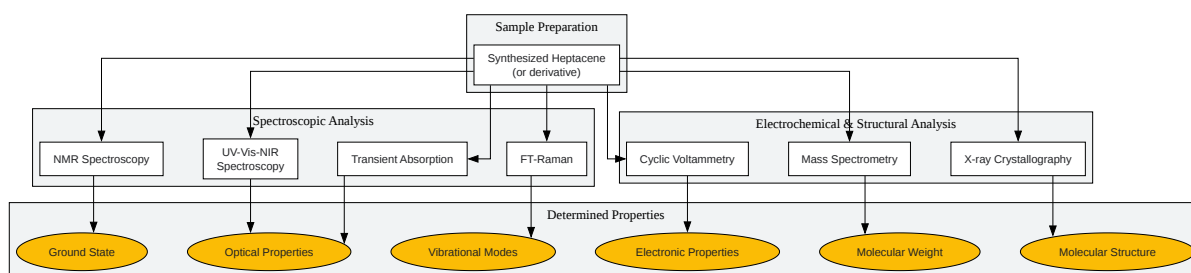 Sample Preparation
Synthesized Heptacene
(or derivative)
Spectroscopic Analysis
Electrochemical & Structural Analysis
NMR Spectroscopy
UV-Vis-NIR
Spectroscopy
Transient Absorption
FT-Raman
Cyclic Voltammetry
Mass Spectrometry
X-ray Crystallography
Determined Properties
Ground State
Optical Properties
Vibrational Modes
Electronic Properties
Molecular Weight
Molecular Structure